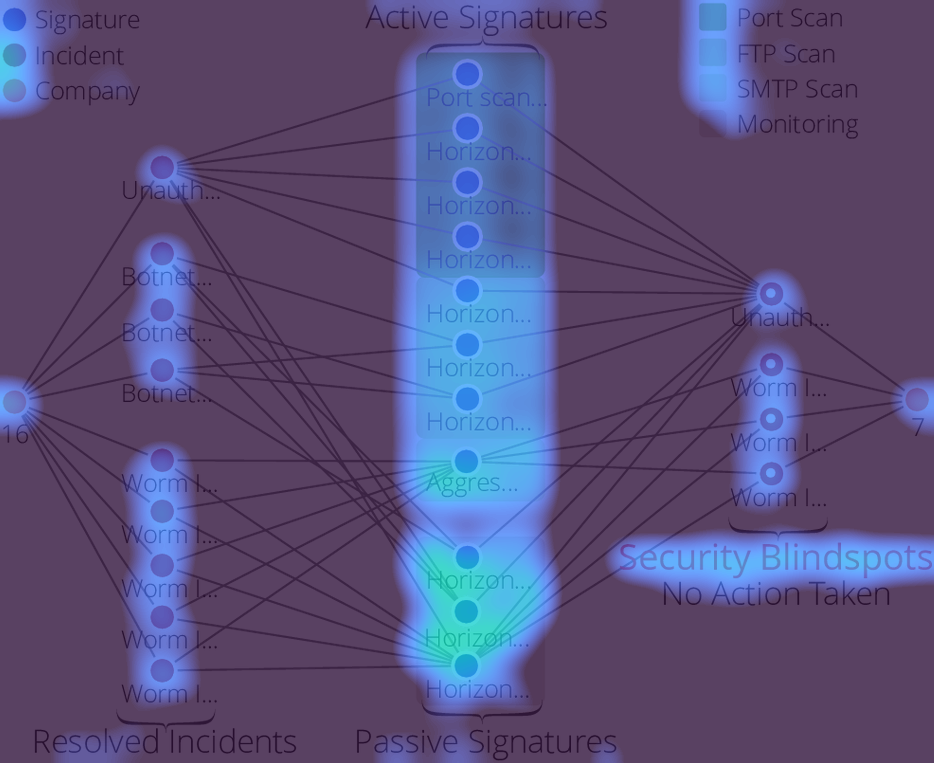 Signature
Incident
Company
Active Signatures
Port Scan
FTP Scan
SMTP Scan
Monitoring
Port scan...
Horizon...
Horizon...
Horizon...
Horizon...
Horizon...
Horizon...
Aggres...
Horizon...
Horizon...
Horizon...
Unauth...
Botnet...
Botnet...
Botnet...
16
Worm I...
Worm I...
Worm I...
Worm I...
Worm I...
Unauth...
Worm I...
Worm I...
Worm I...
7
Security Blindspots
No Action Taken
Resolved Incidents
Passive Signatures